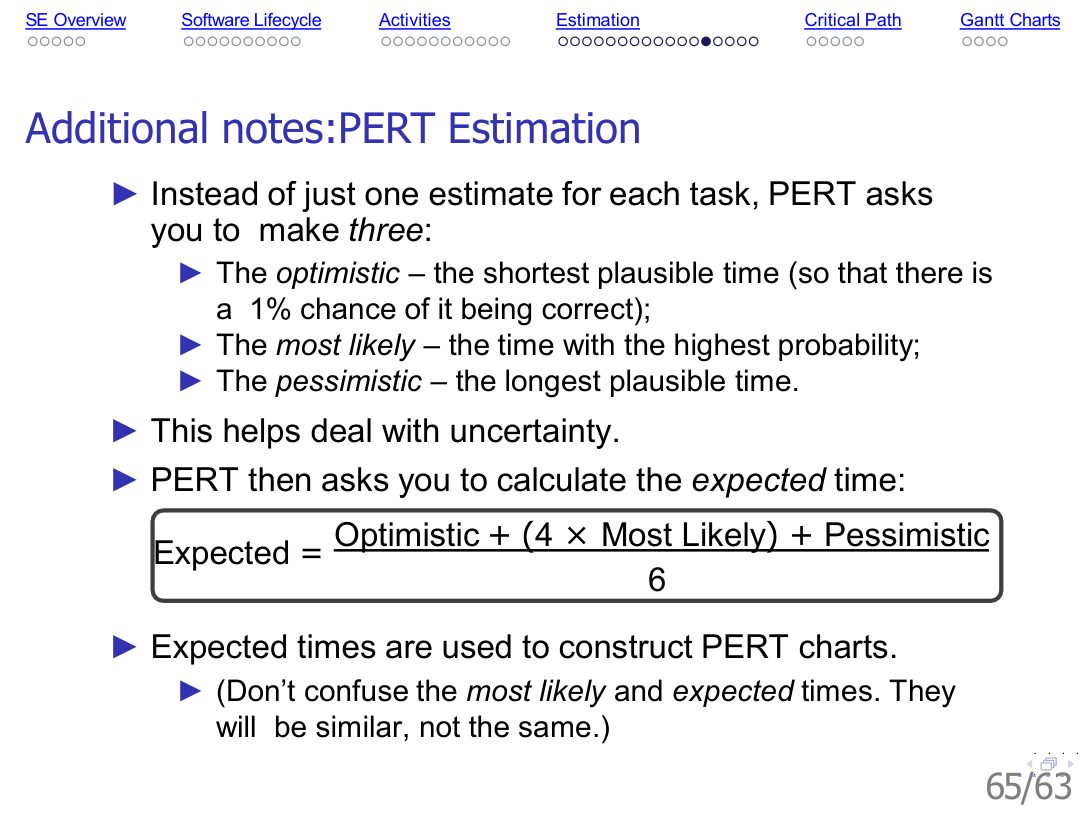 SE Overview Software Lifecycle Activities Estimation Critical Path Gantt Charts
Additional notes:PERT Estimation
► Instead of just one estimate for each task, PERT asks
you to make three:
► The optimistic – the shortest plausible time (so that there is
a 1% chance of it being correct);
► The most likely – the time with the highest probability;
► The pessimistic – the longest plausible time.
► This helps deal with uncertainty.
► PERT then asks you to calculate the expected time:
Optimistic + (4 × Most Likely) + Pessimistic
Expected =
6
► Expected times are used to construct PERT charts.
► (Don’t confuse the most likely and expected times. They
will be similar, not the same.)
65/63